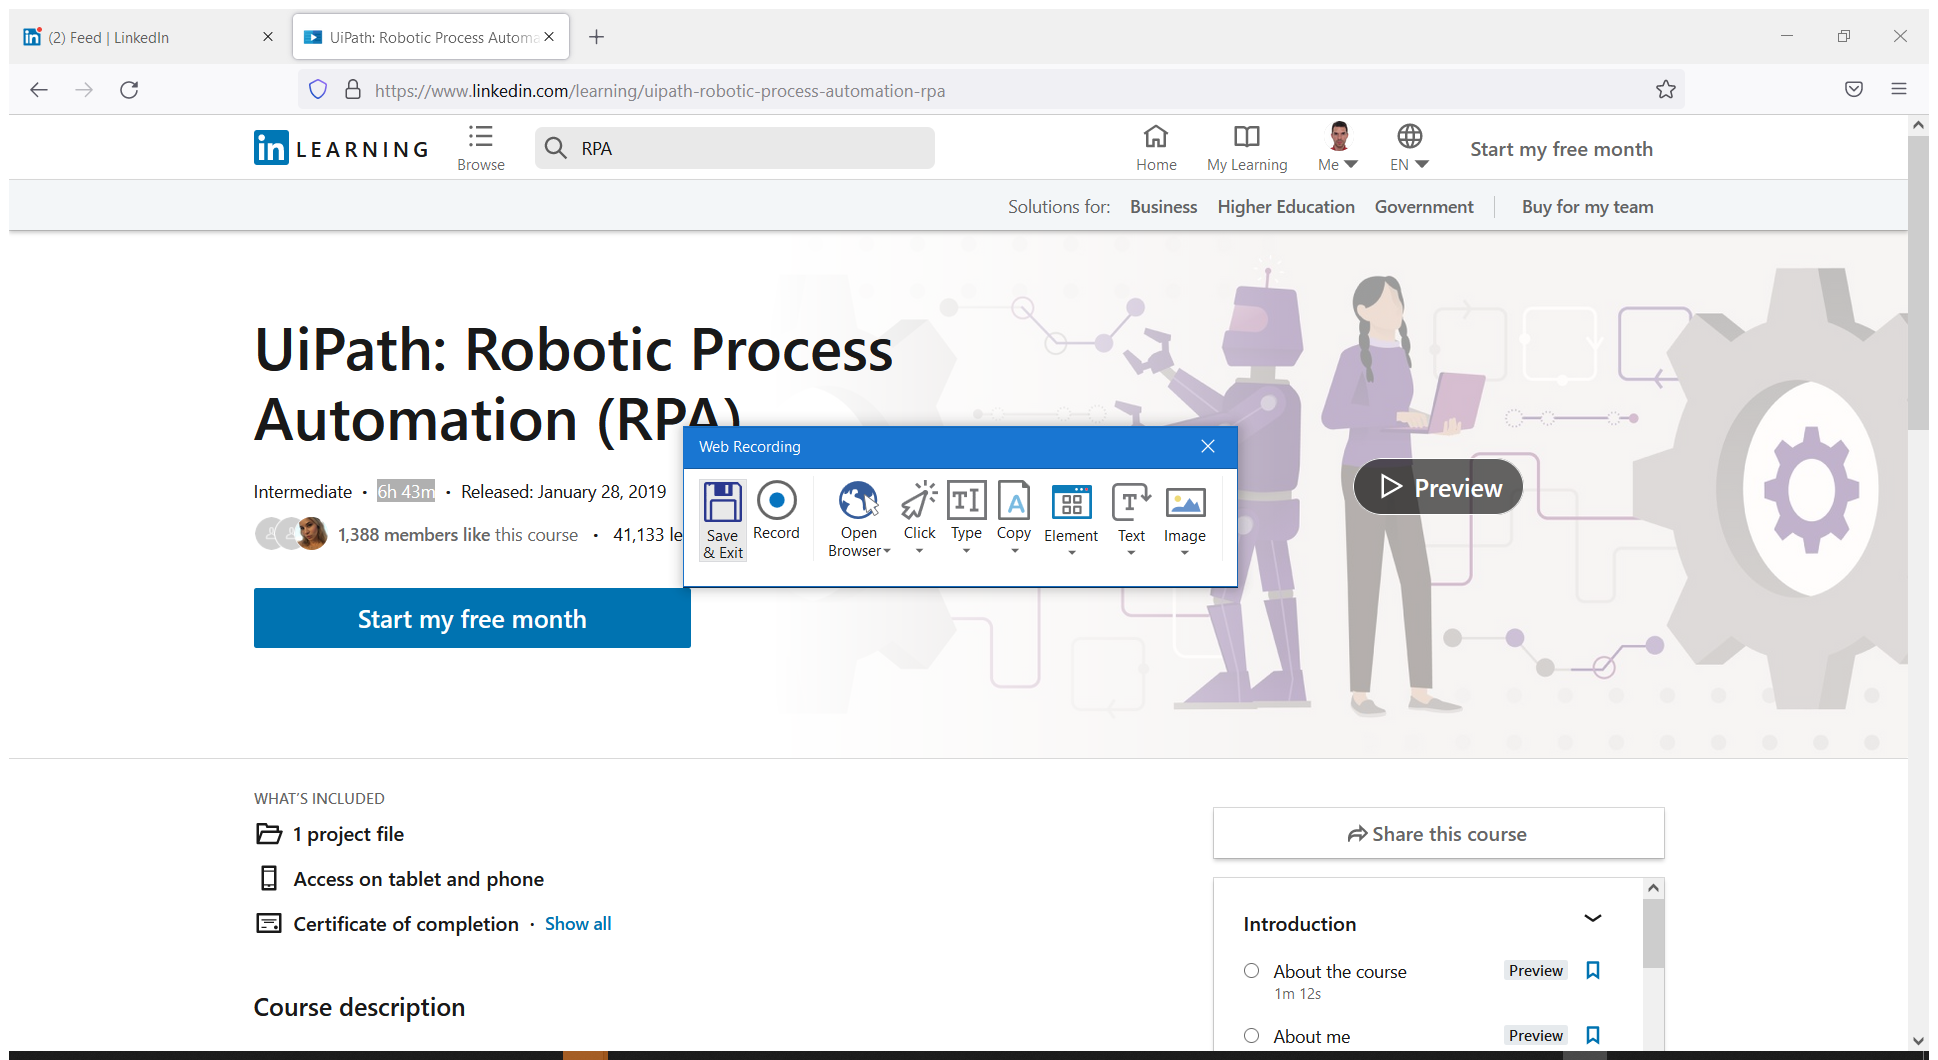 (2) Feed | LinkedIn
UiPath: Robotic Process Autom
https://www.linkedin.com/learning/uipath-robotic-process-automation-rpa
in LEARNING
Browse
RPA
Home
My Learning
Me
EN
Start my free month
Solutions for:
Business
Higher Education
Government
Buy for my team
UiPath: Robotic Process
Automation (RPA)
Intermediate • 6h 43m • Released: January 28, 2019
1,388 members like this course • 41,133 le
Start my free month
Web Recording
Save
& Exit
Record
Open
Browser
Click
Type
Copy
Element
Text
Image
Preview
WHAT'S INCLUDED
1 project file
Access on tablet and phone
Certificate of completion · Show all
Course description
Share this course
Introduction
About the course
Preview
1m 12s
About me
Preview